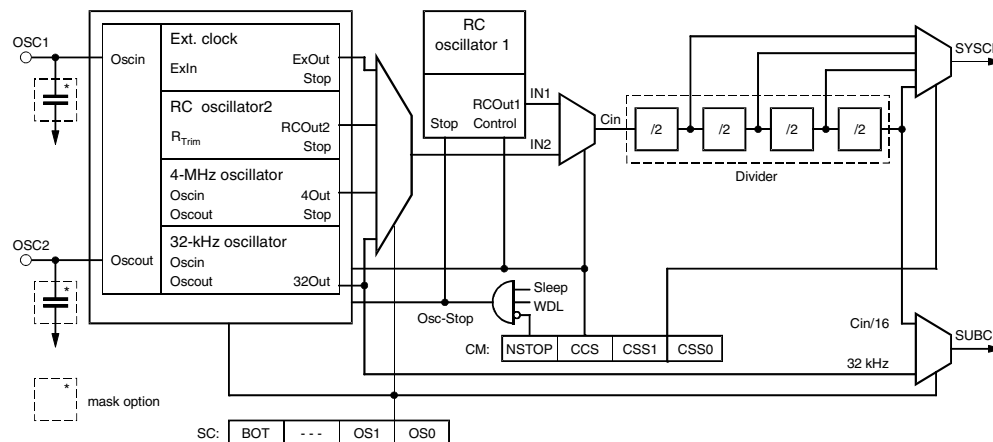 OSC1
Oscin
Ext. clock
ExIn
ExOut
Stop
RC oscillator2
RTrim
RCOut2
Stop
4-MHz oscillator
Oscin
4Out
Oscout
Stop
32-kHz oscillator
Oscin
Oscout
32Out
OSC2
Oscout
*
*
*
mask option
RC
oscillator 1
RCOut1
Stop
Control
IN1
IN2
Cin
/2
/2
/2
/2
Divider
SYSCL
Sleep
WDL
Osc-Stop
CM:
NSTOP
CCS
CSS1
CSS0
Cin/16
32 kHz
SUBCL
SC:
BOT
- - -
OS1
OS0